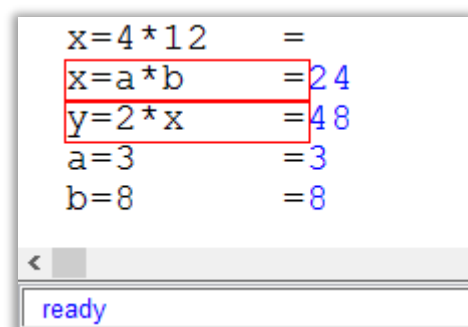 x=4*12 =
x=a*b =24
y=2*x =48
a=3 =3
b=8 =8
<
ready